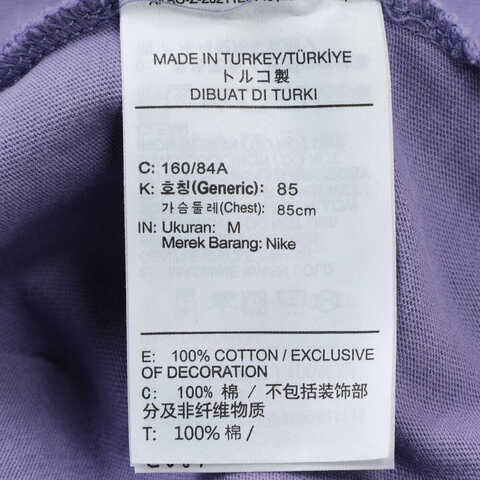 MADE IN TURKEY/TÜRKİYE
トルコ製
DIBUAT DI TURKI
C: 160/84A
K: 호칭(Generic): 85
가슴둘레(Chest): 85cm
IN: Ukuran: M
Merek Barang: Nike
E: 100% COTTON / EXCLUSIVE
OF DECORATION
C: 100% 棉 / 不包括装饰部
分及非纤维物质
T: 100% 棉 /